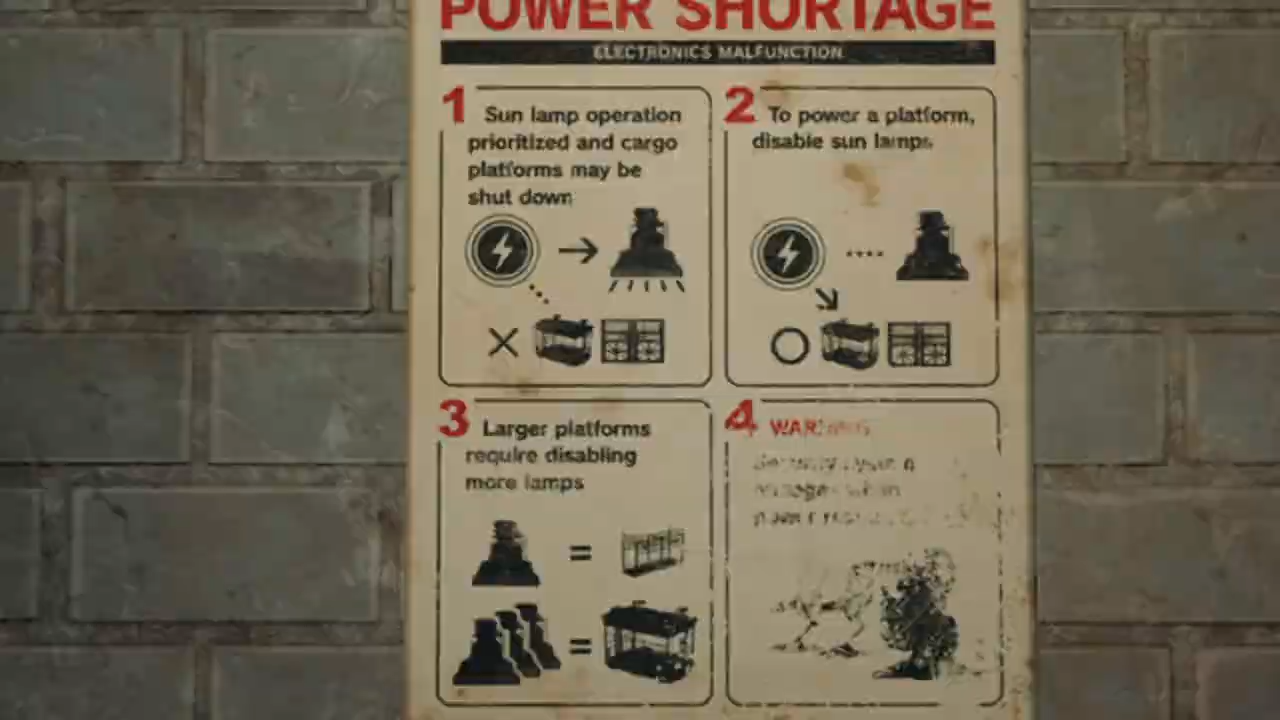 POWER SHORTAGE
ELECTRONICS MALFUNCTION
1 Sun lamp operation
prioritized and cargo
platforms may be
shut down
2 To power a platform,
disable sun lamps
3 Larger platforms
require disabling
more lamps
=
=
4